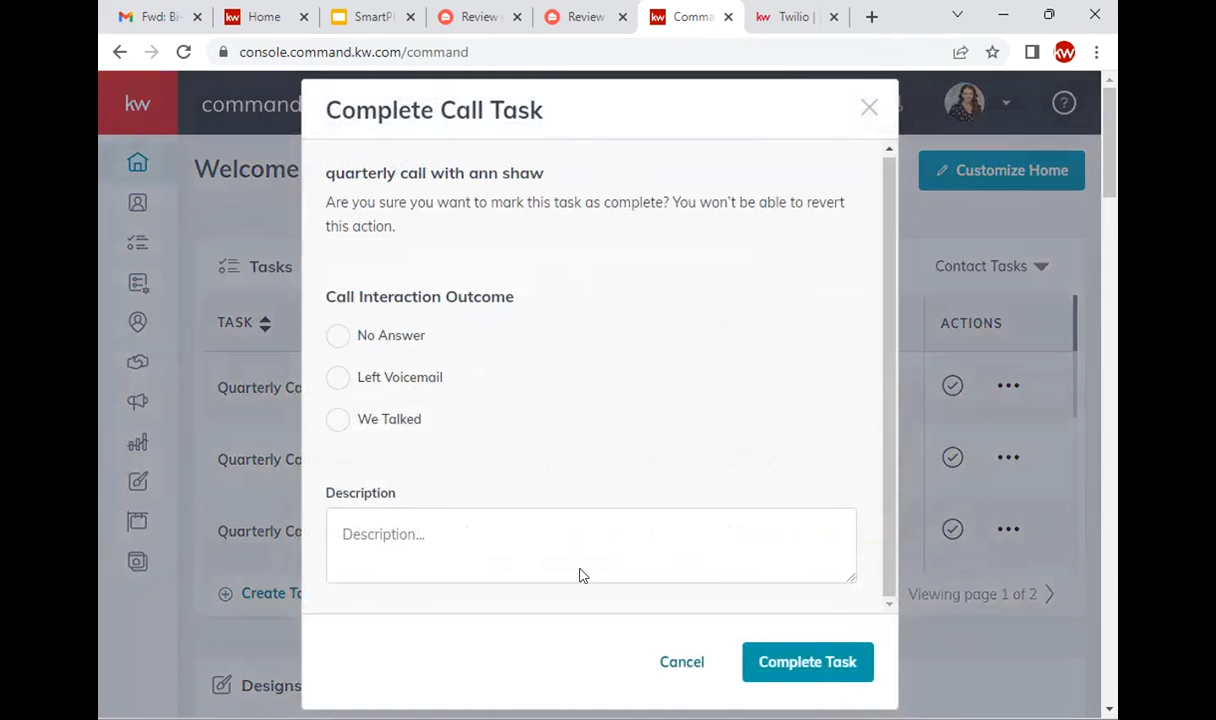 Fwd: Bi-
Home
SmartPl
Review
Review
Comma
Twilio |
console.command.kw.com/command
kw
command
Complete Call Task
Welcome
Customize Home
quarterly call with ann shaw
Are you sure you want to mark this task as complete? You won't be able to revert
this action.
Tasks
Contact Tasks
Call Interaction Outcome
TASK
ACTIONS
No Answer
Left Voicemail
We Talked
Quarterly Ca
Quarterly Ca
Quarterly Ca
Description
Description...
Create Ta
Viewing page 1 of 2
Cancel
Complete Task
Designs